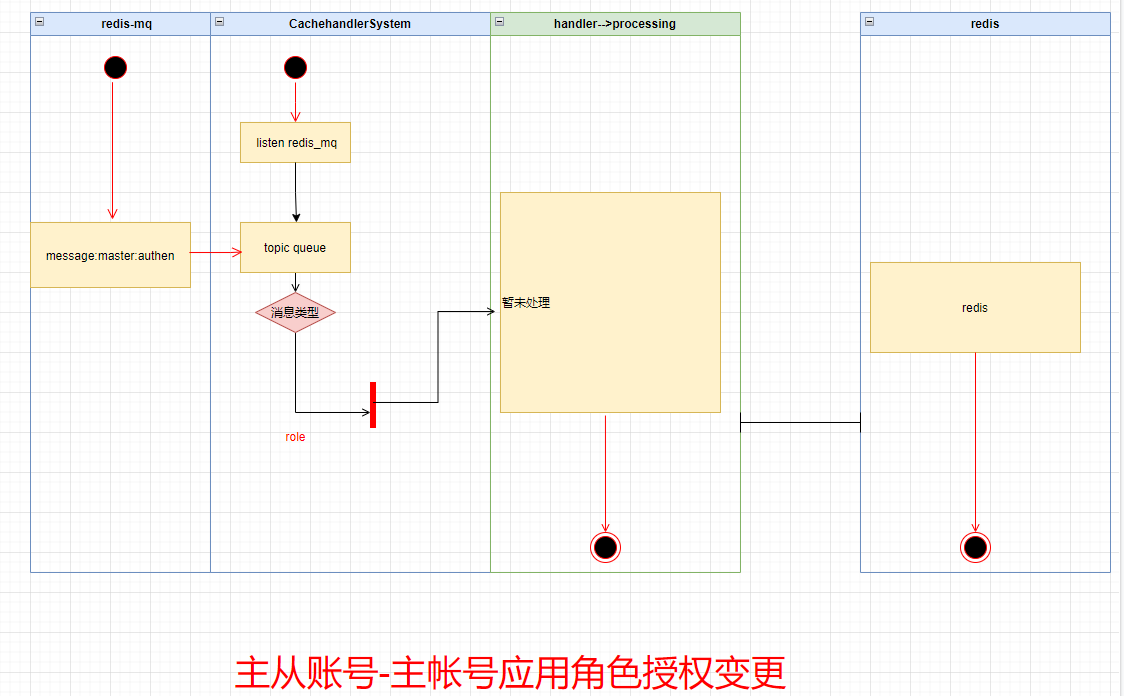 redis-mq
CachehandlerSystem
handler-->processing
redis
listen redis_mq
message:master:authen
topic queue
消息类型
暂未处理
redis
role
主从账号-主帐号应用角色授权变更